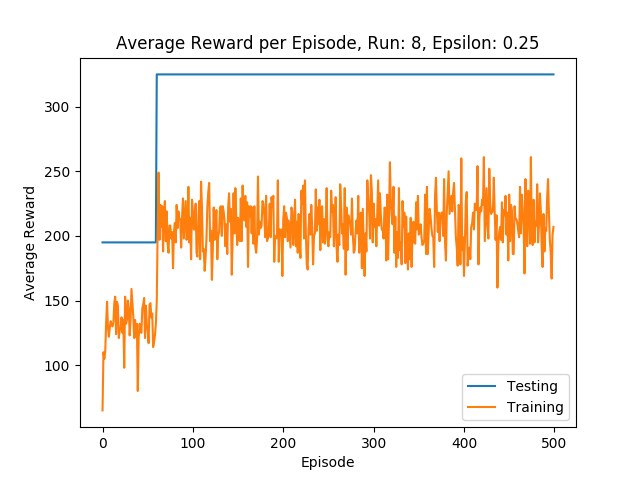 Average Reward per Episode, Run: 8, Epsilon: 0.25
Average Reward
300
250
200
150
100
0
100
200
300
400
500
Episode
Testing
Training